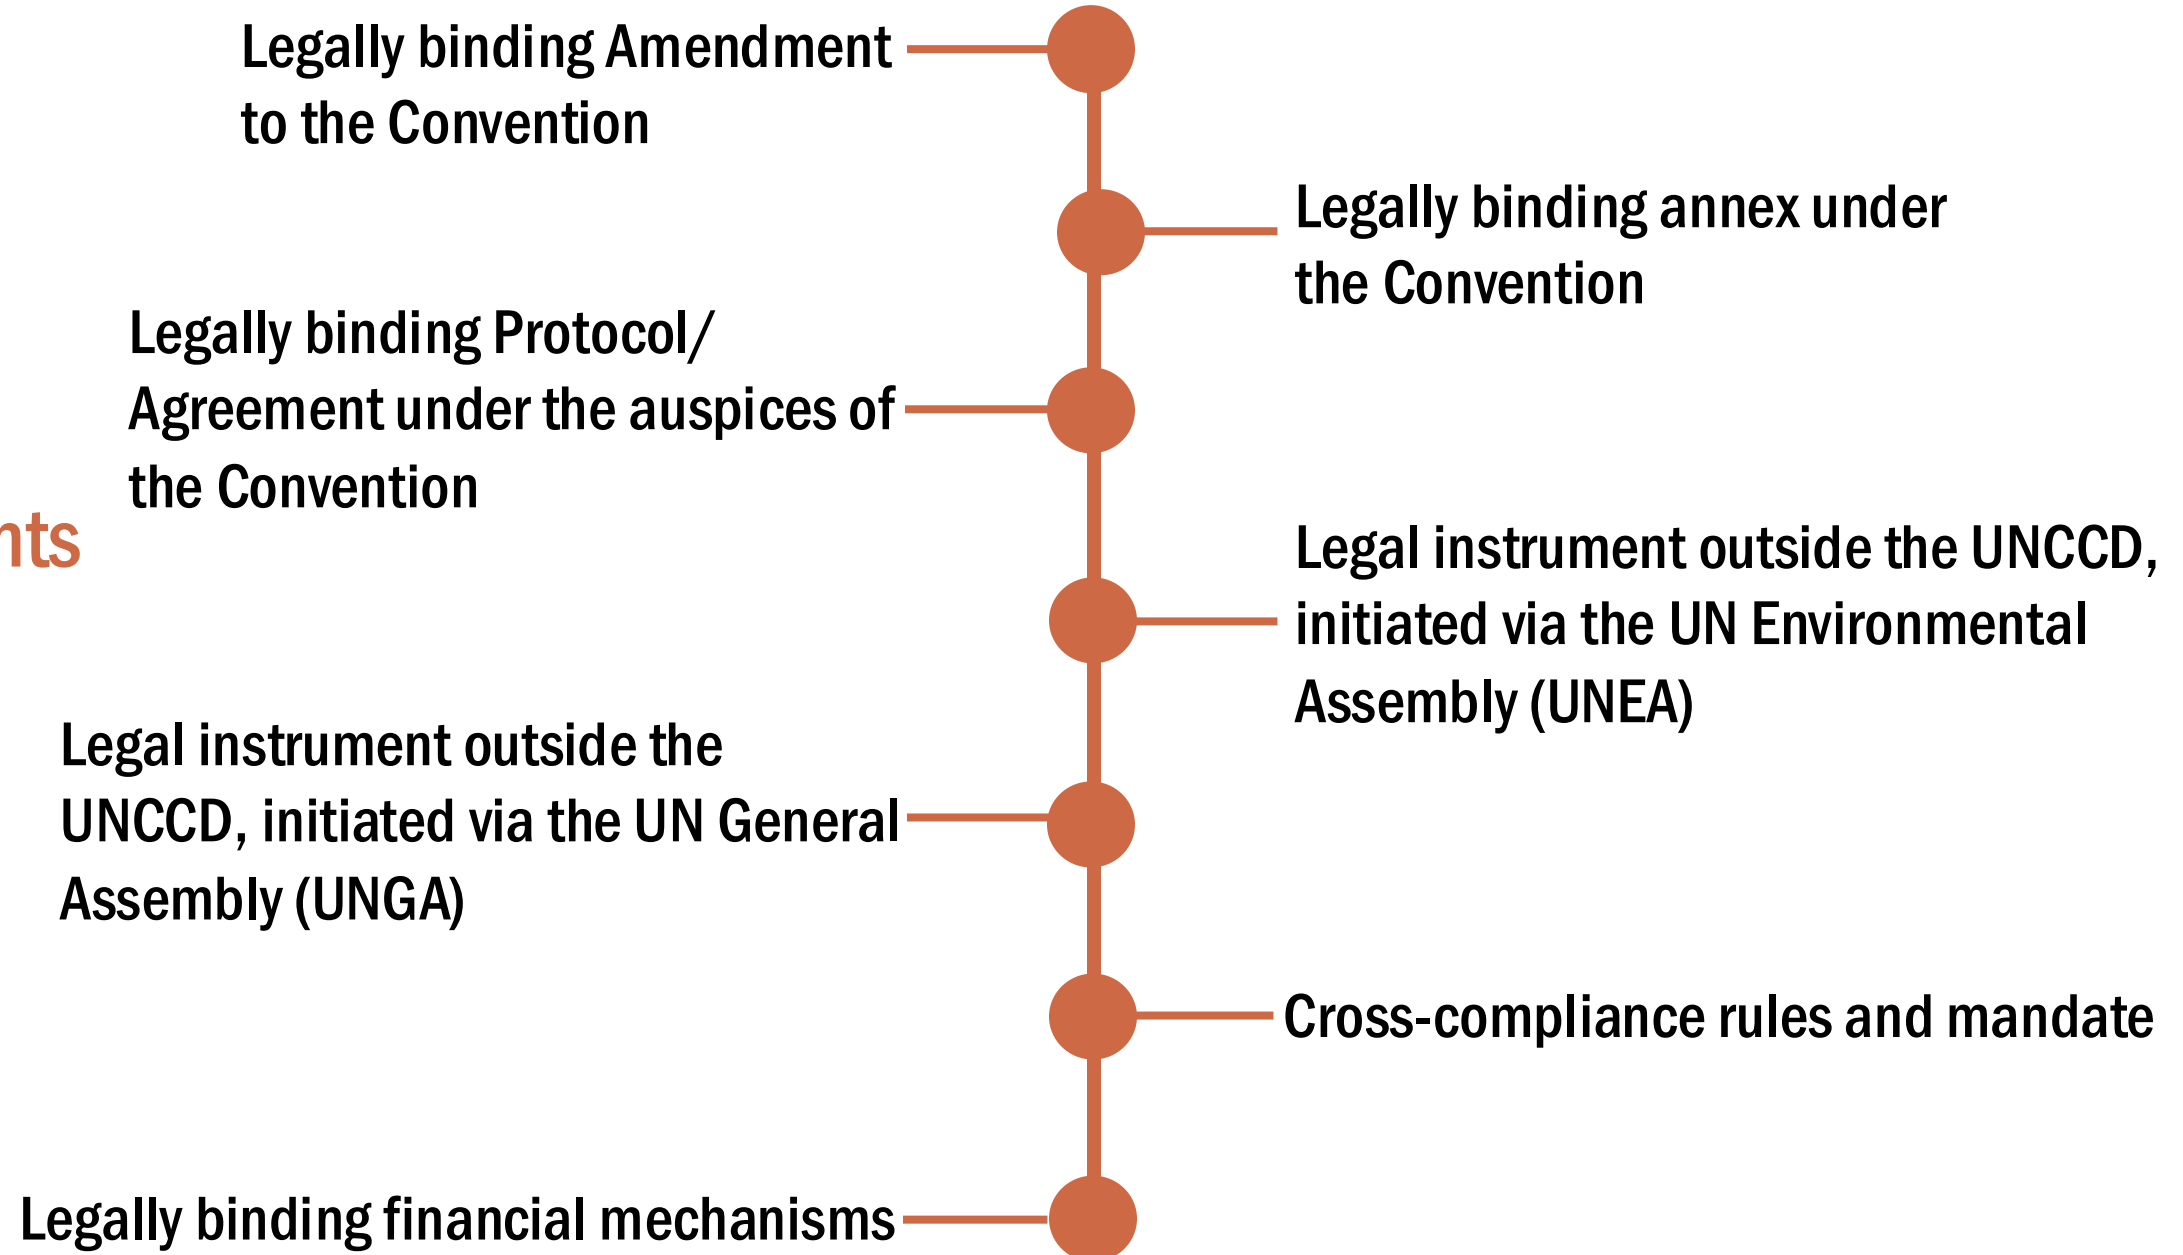 Legally binding Amendment
to the Convention
Legally binding annex under
the Convention
Legally binding Protocol/
Agreement under the auspices of
the Convention
Legal instrument outside the UNCCD,
initiated via the UN Environmental
Assembly (UNEA)
Legal instrument outside the
UNCCD, initiated via the UN General
Assembly (UNGA)
Cross-compliance rules and mandate
Legally binding financial mechanisms